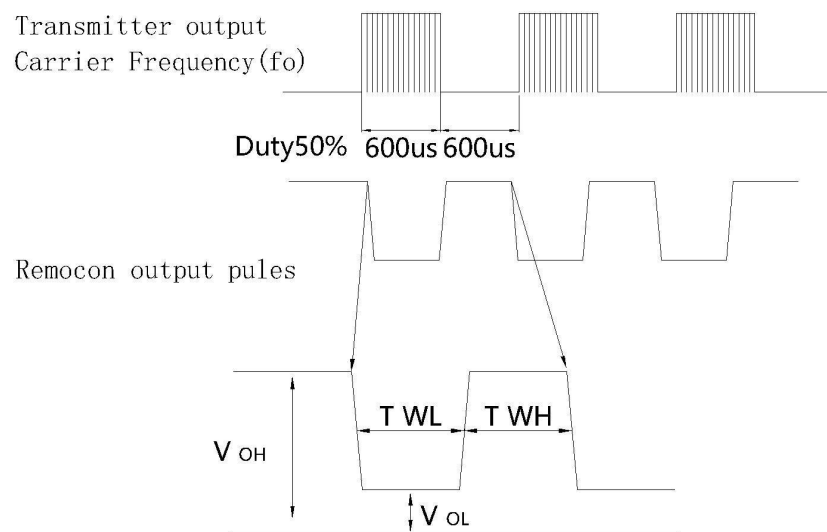 Transmitter output
Carrier Frequency(fo)
Duty50% 600us 600us
Remocon output pules
T WL T WH
V OH
V OL